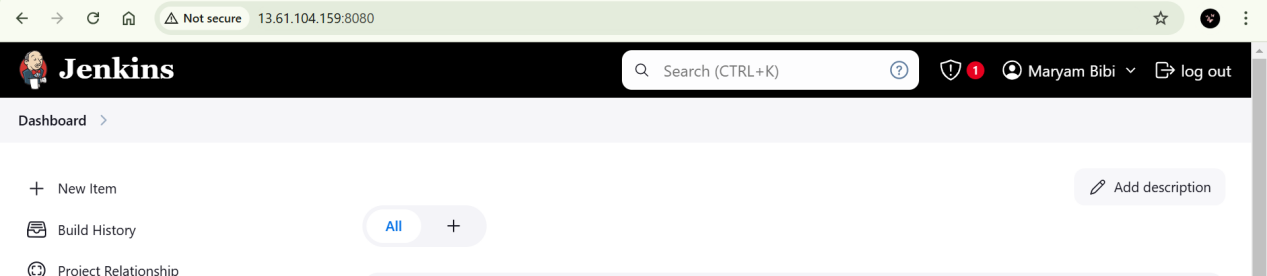 Not secure 13.61.104.159:8080
Jenkins Search (CTRL+K) ? 1 Maryam Bibi log out
Dashboard
New Item
Add description
Build History
All +
Project Relationship